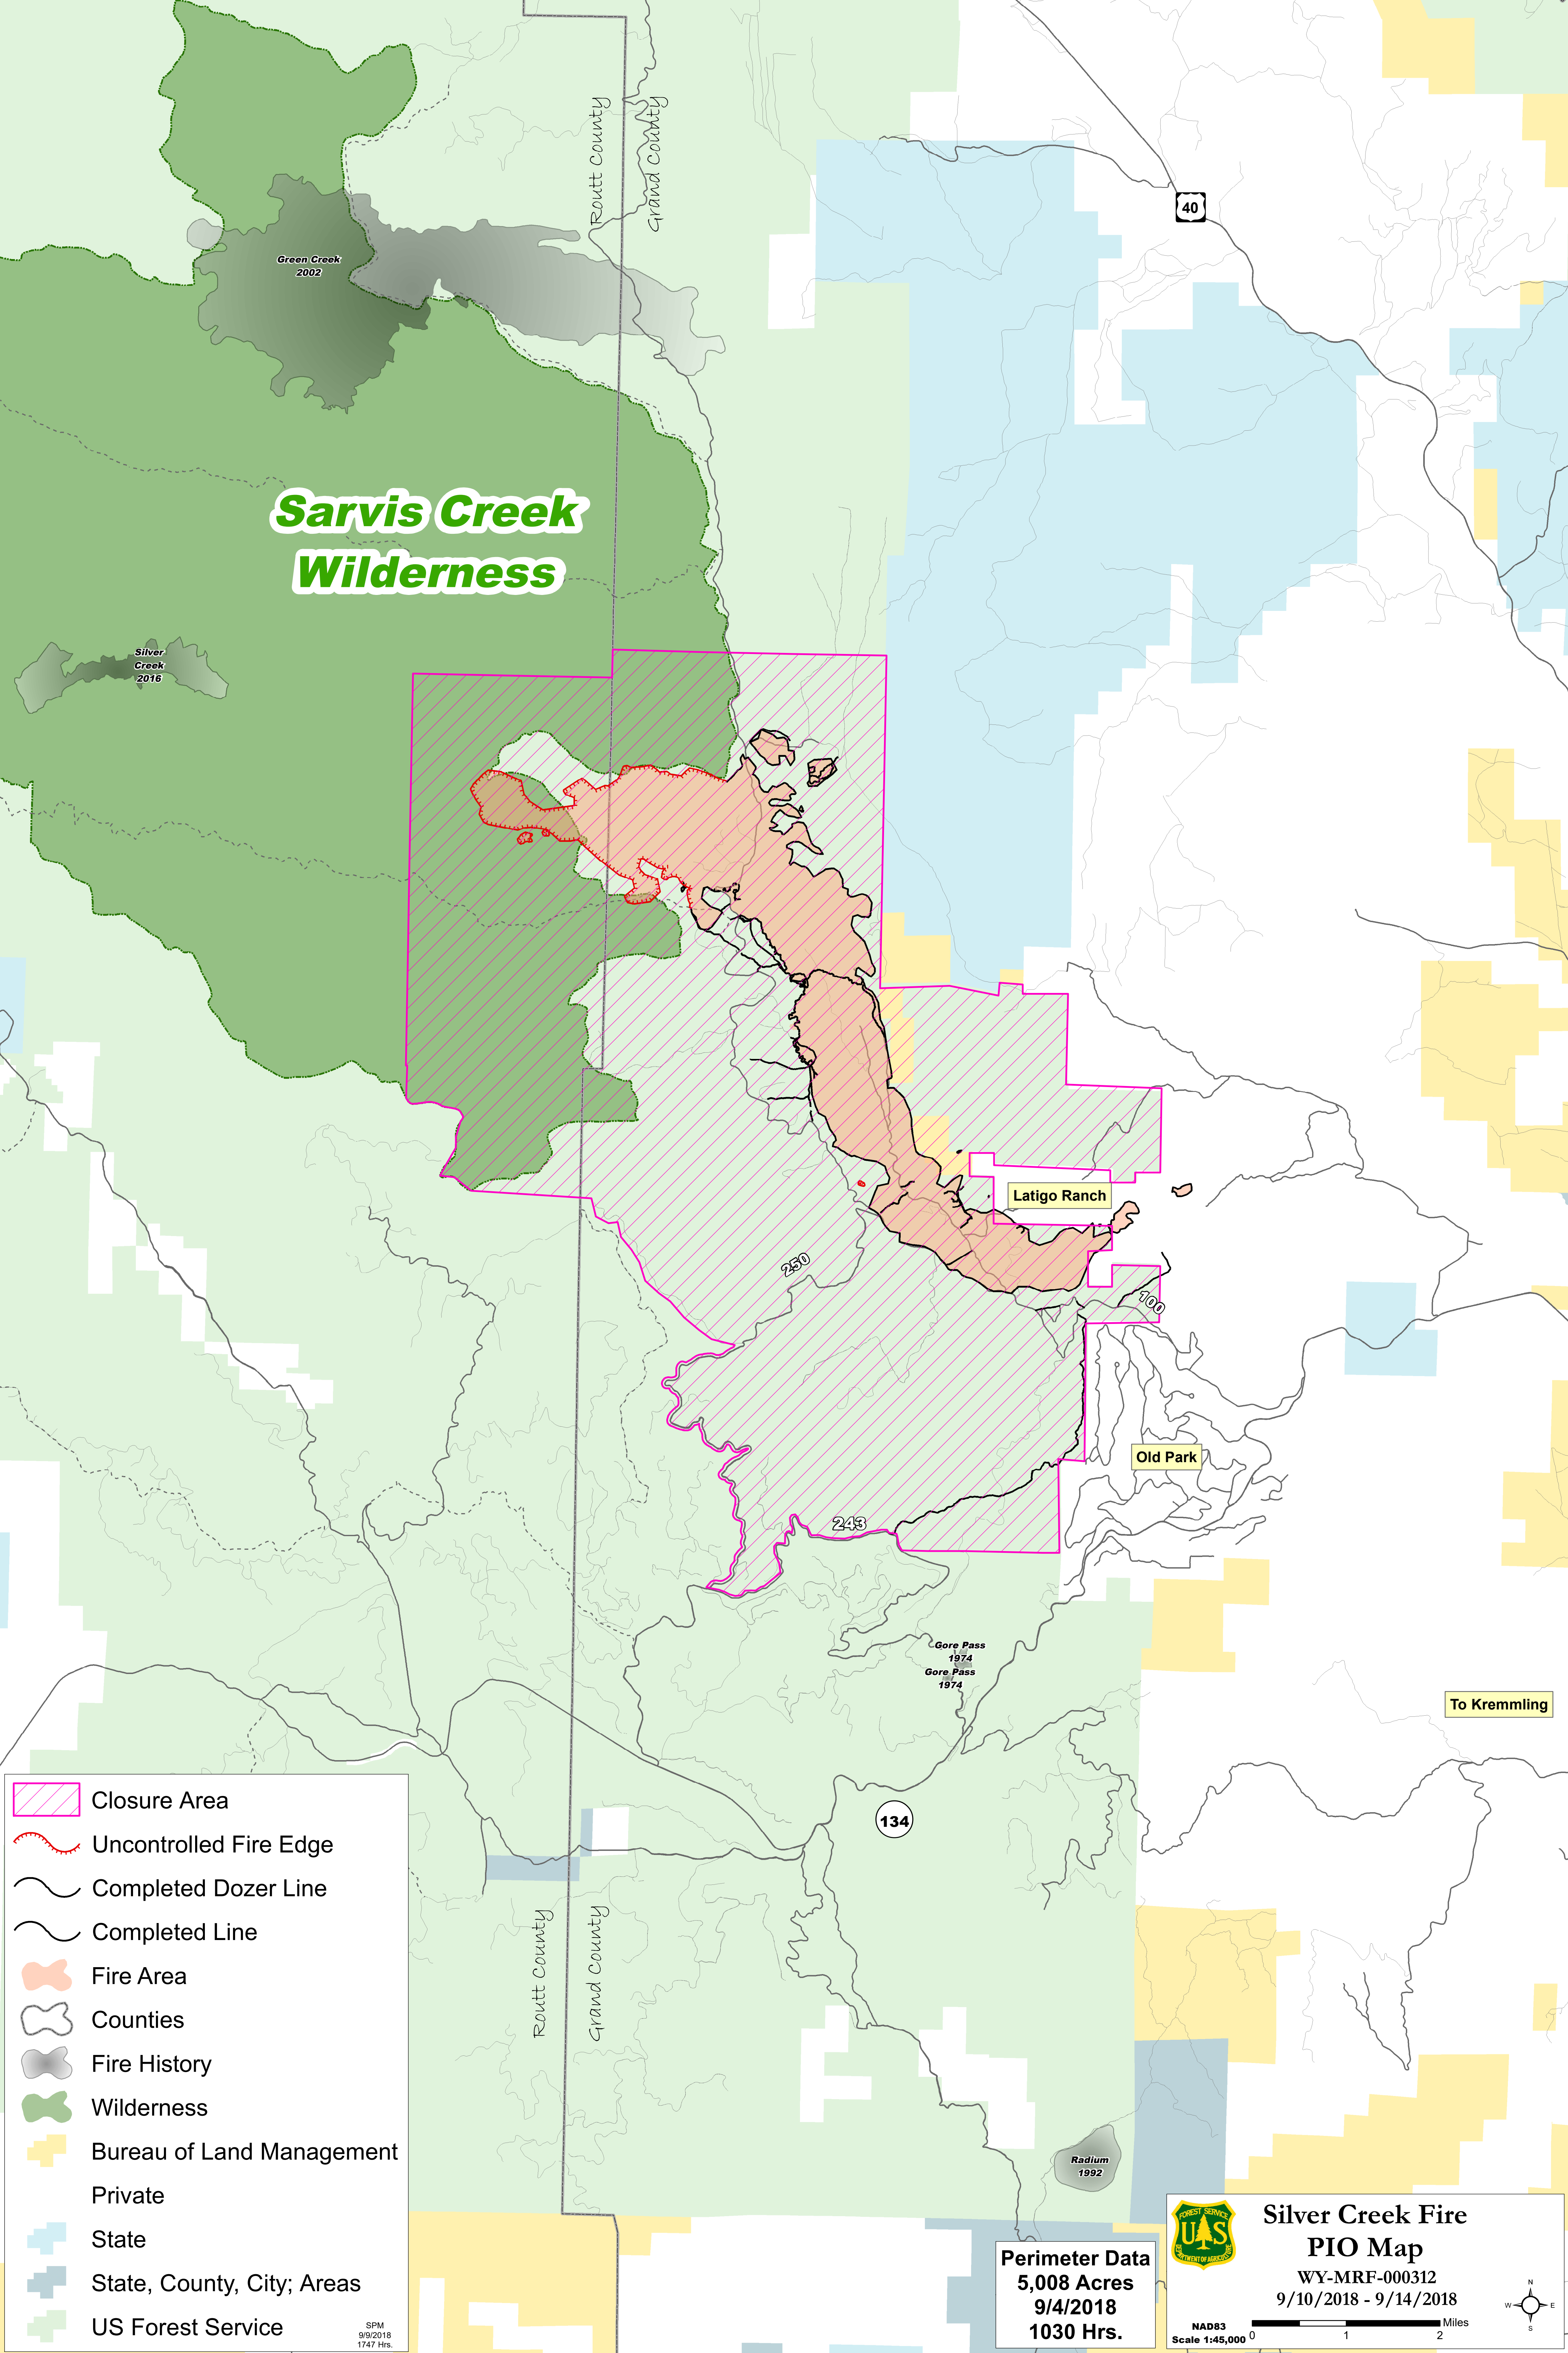 Routt County
Grand County
40
Green Creek
2002
Sarvis Creek
Wilderness
Silver
Creek
2016
Latigo Ranch
250
100
Old Park
243
Gore Pass
1974
Gore Pass
1974
To Kremmling
134
Routt County
Grand County
Radium
1992
Closure Area
Uncontrolled Fire Edge
Completed Dozer Line
Completed Line
Fire Area
Counties
Fire History
Wilderness
Bureau of Land Management
Private
State
State, County, City; Areas
US Forest Service
SPM
9/9/2018
1747 Hrs.
Perimeter Data
5,008 Acres
9/4/2018
1030 Hrs.
FOREST SERVICE
U S
DEPARTMENT OF AGRICULTURE
Silver Creek Fire
PIO Map
WY-MRF-000312
9/10/2018 - 9/14/2018
NAD83
Scale 1:45,000
0 1 2 Miles
N
W E
S